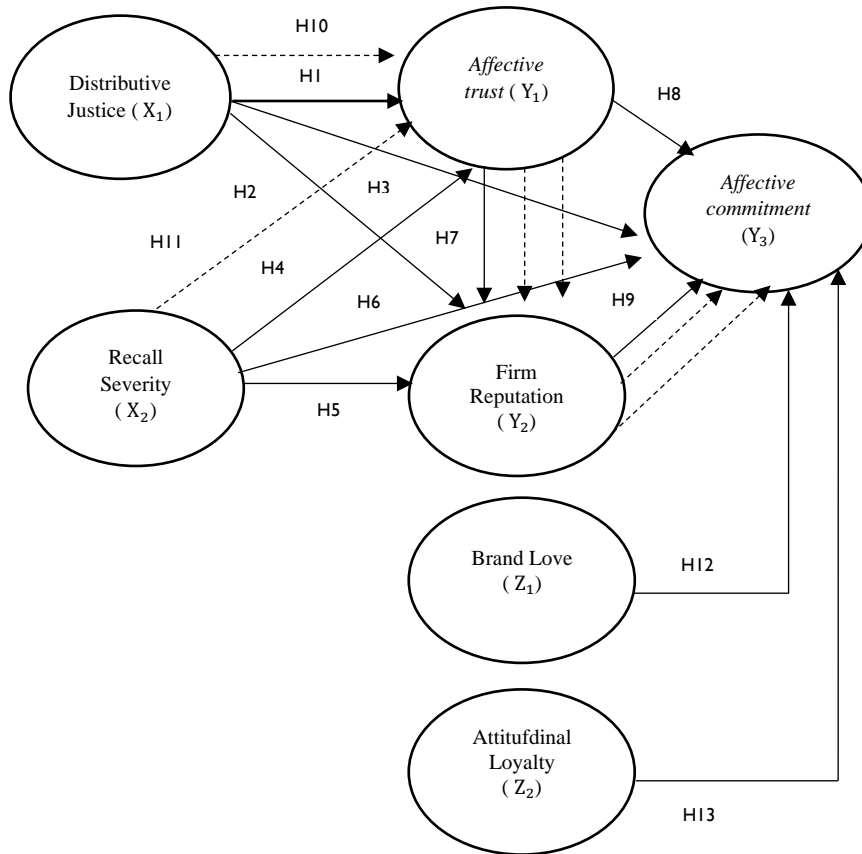 H10
H1
Distributive
Justice ( X₁)
Affective
trust ( Y₁)
H8
Affective
commitment
(Y₃)
H2
H3
H11
H7
H4
H6
H9
Recall
Severity
( X₂)
H5
Firm
Reputation
( Y₂)
Brand Love
( Z₁)
H12
Attitufdinal
Loyalty
( Z₂)
H13